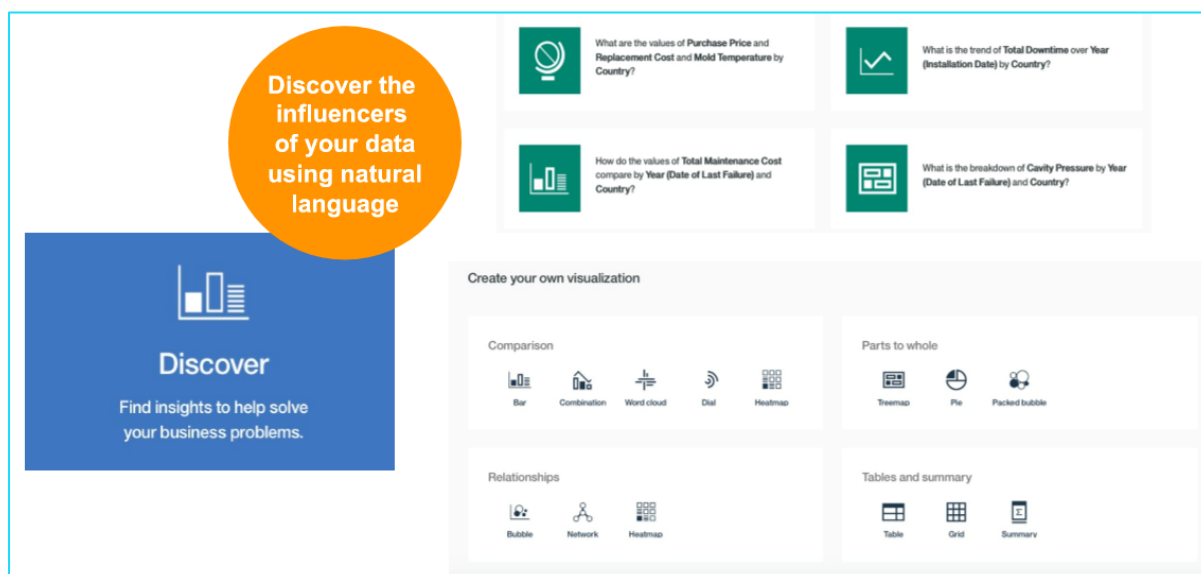 Discover the
influencers
of your data
using natural
language
Discover
Find insights to help solve
your business problems.
What are the values of Purchase Price and
Replacement Cost and Mold Temperature by
Country?
What is the trend of Total Downtime over Year
(Installation Date) by Country?
How do the values of Total Maintenance Cost
compare by Year (Date of Last Failure) and
Country?
What is the breakdown of Cavity Pressure by Year
(Date of Last Failure) and Country?
Create your own visualization
Comparison
Bar Combination Word cloud Dial Heatmap
Parts to whole
Treemap Pie Packed bubble
Relationships
Bubble Network Heatmap
Tables and summary
Table Grid Summary